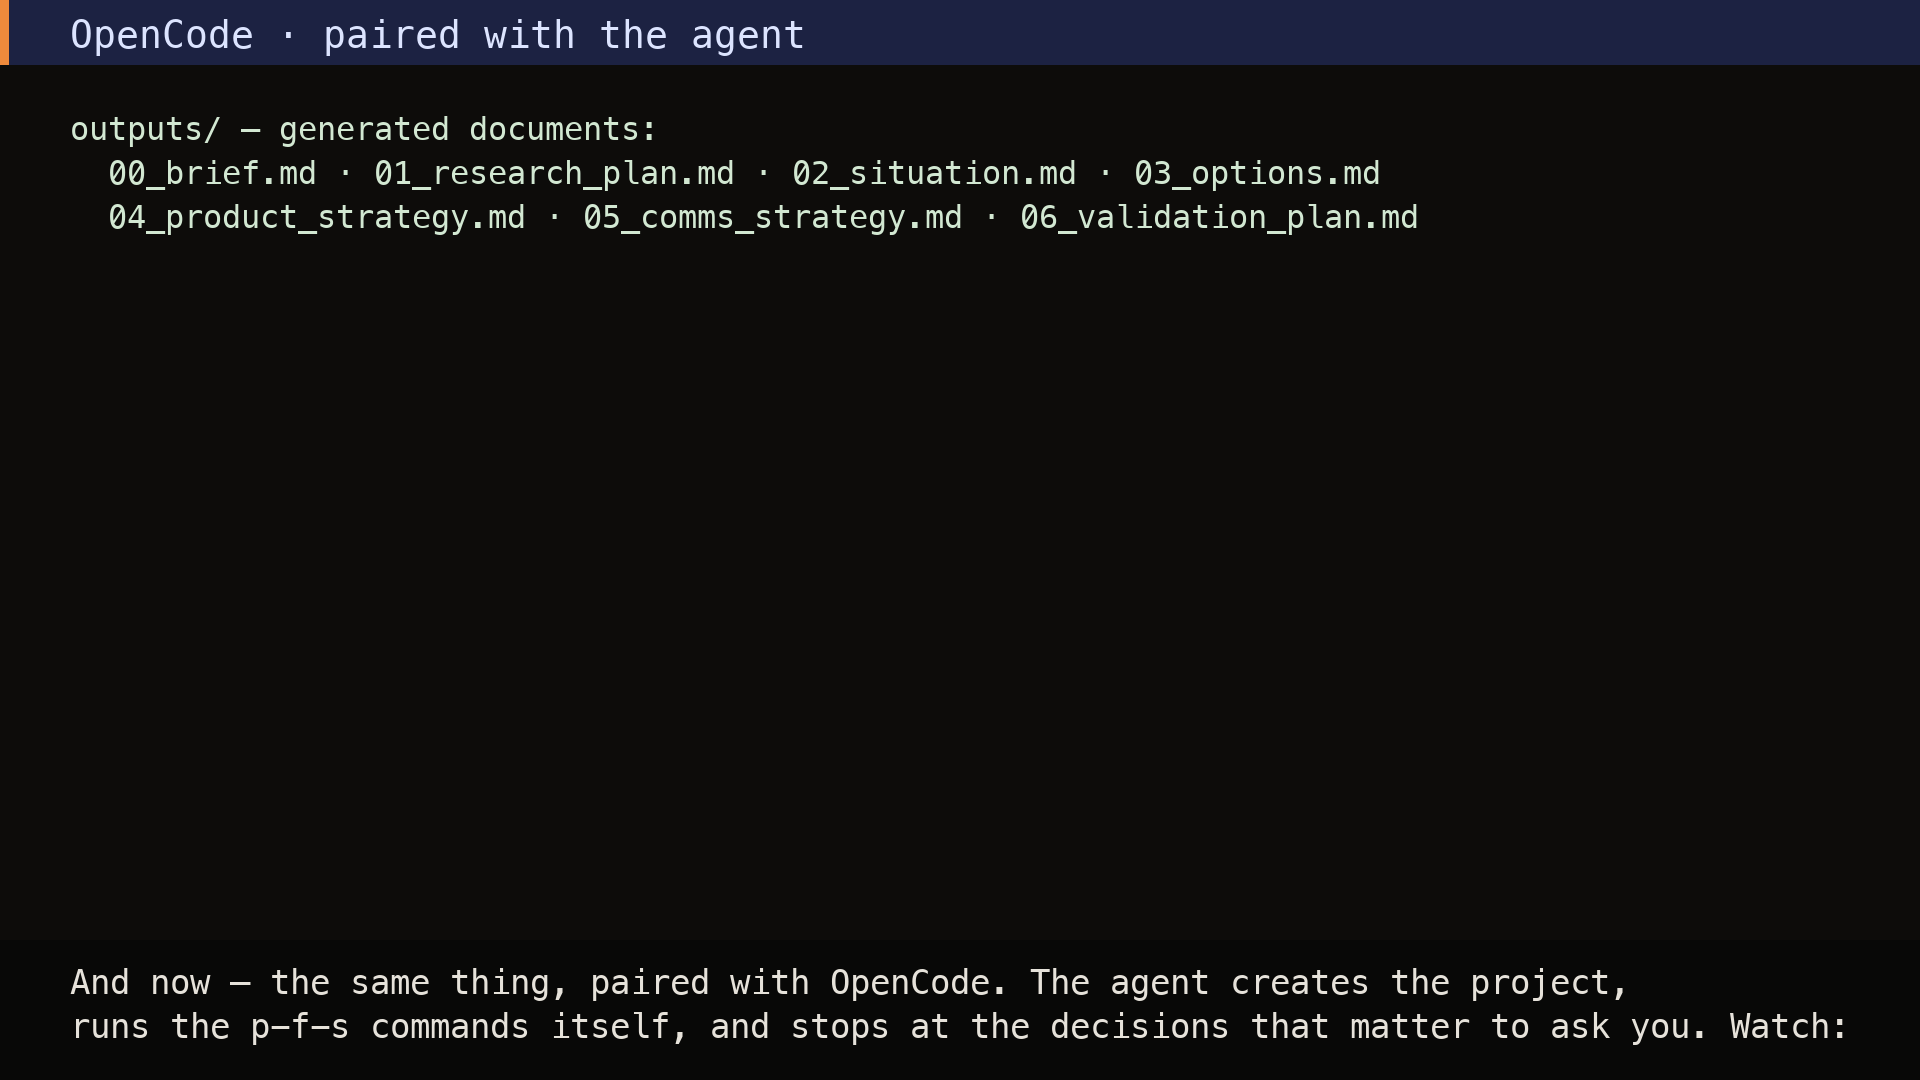 OpenCode · paired with the agent
outputs/ — generated documents:
00_brief.md · 01_research_plan.md · 02_situation.md · 03_options.md
04_product_strategy.md · 05_comms_strategy.md · 06_validation_plan.md
And now — the same thing, paired with OpenCode. The agent creates the project,
runs the p-f-s commands itself, and stops at the decisions that matter to ask you. Watch: